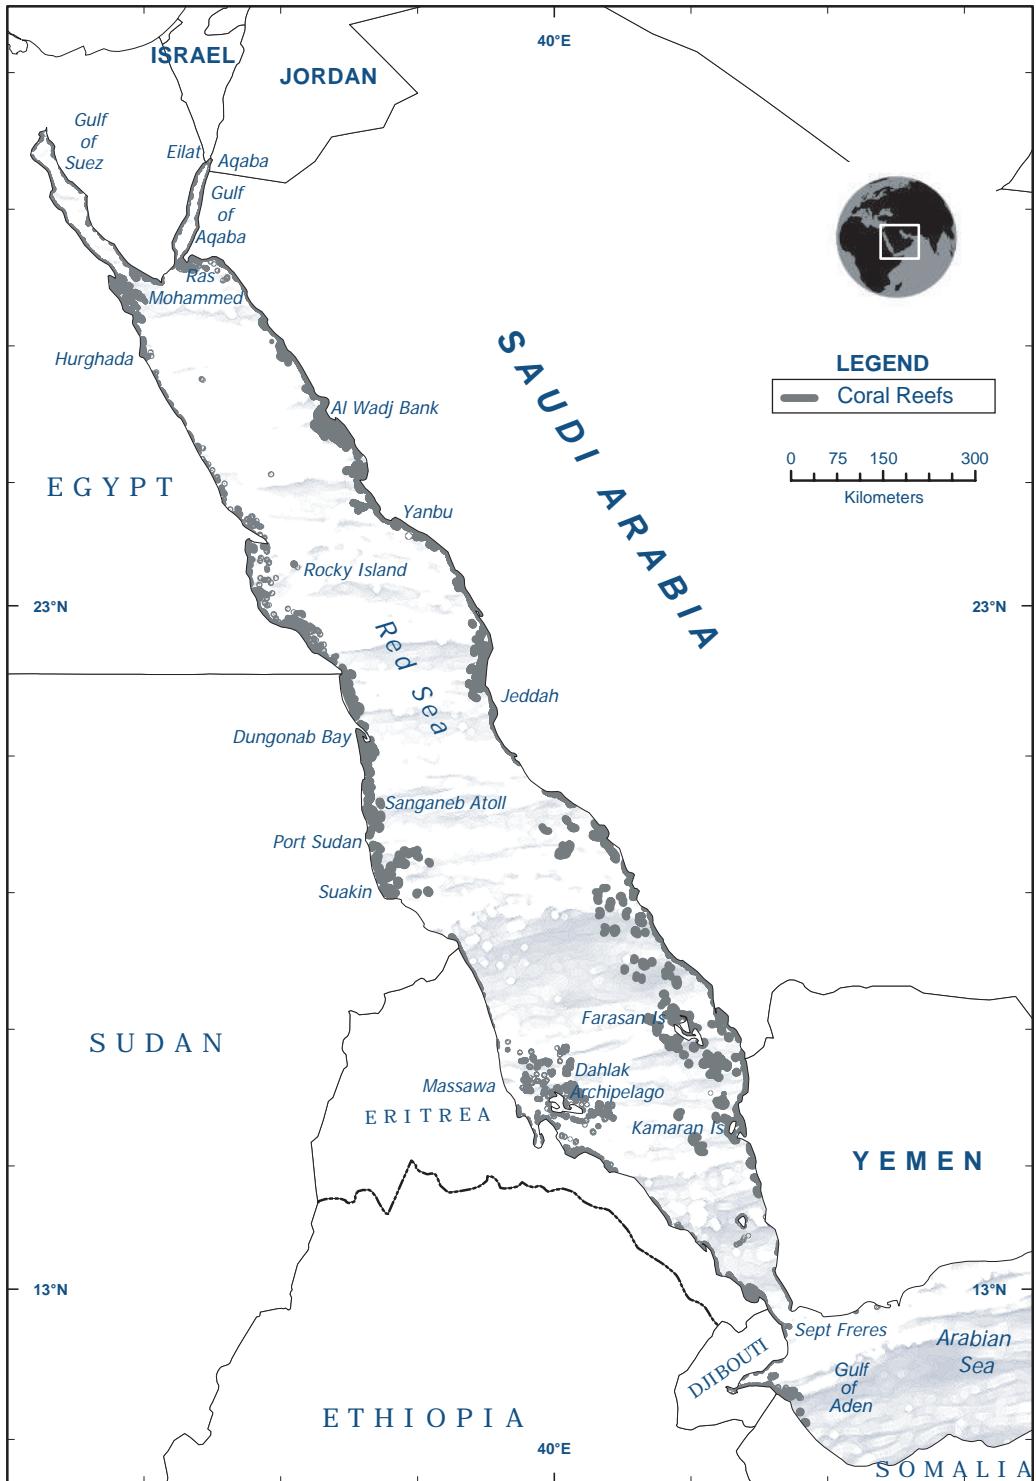 40°E
ISRAEL
JORDAN
Gulf
of
Suez
Eilat
Aqaba
Gulf
of
Aqaba
Ras
Mohammed
Hurghada
SAUDI ARABIA
LEGEND
Coral Reefs
0 75 150 300
Kilometers
Al Wadj Bank
EGYPT
Yanbu
Rocky Island
23°N
23°N
Red Sea
Jeddah
Dungonab Bay
Sanganeb Atoll
Port Sudan
Suakin
Farasan Is
SUDAN
Dahlak
Archipelago
Massawa
ERITREA
Kamaran Is
YEMEN
13°N
13°N
Sept Freres
Arabian
Sea
DJIBOUTI
Gulf
of
Aden
ETHIOPIA
40°E
SOMALIA